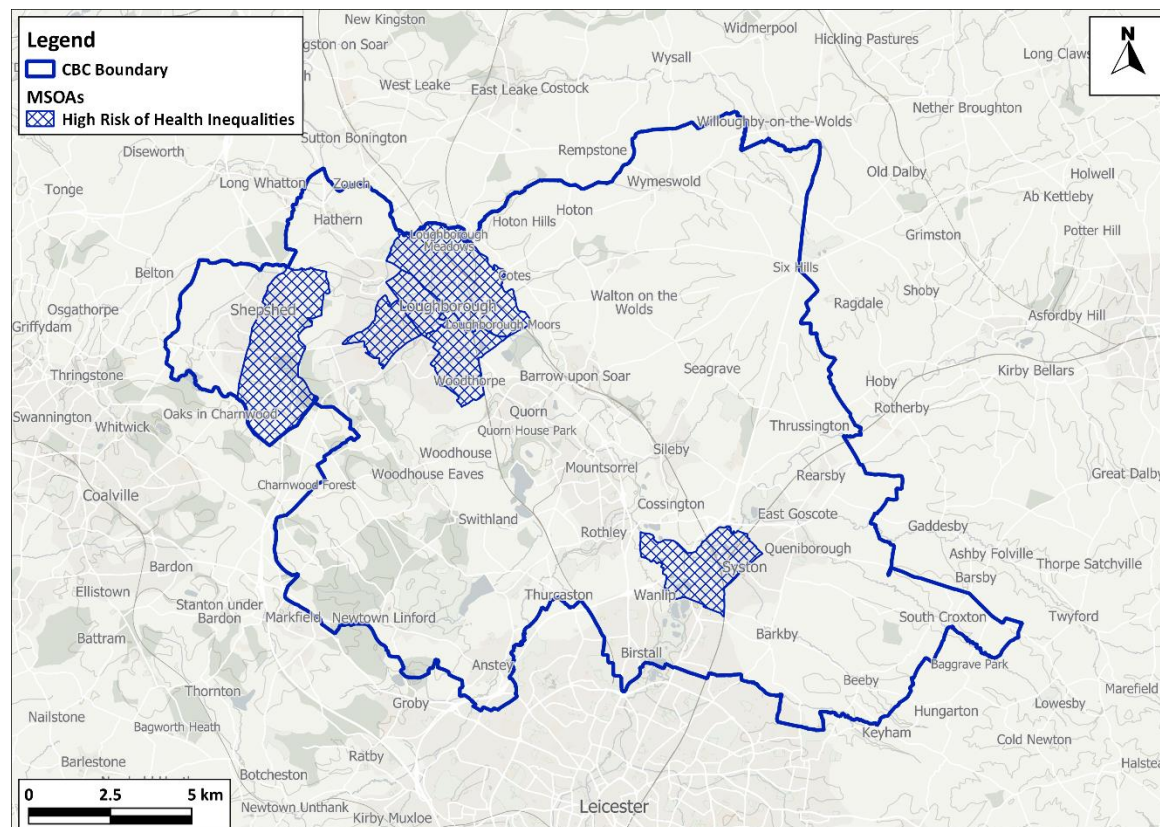 Legend
CBC Boundary
MSOAs
High Risk of Health Inequalities
N
New Kingston
Widmerpool
Hickling Pastures
gston on Soar
Wysall
Long Claws
West Leake
East Leake
Costock
Nether Broughton
Sutton Bonington
Willoughby-on-the-Wolds
Diseworth
Rempstone
Old Dalby
Holwell
Tonge
Long Whatton
Zouch
Wymeswold
Ab Kettleby
Hathern
Hoton Hills
Hoton
Potter Hill
Loughborough
Meadows
Grimston
Belton
Cotes
Six Hills
Shoby
Osgathorpe
Shepshed
Loughborough
Walton on the
Wolds
Ragdale
Asfordby Hill
Griffydam
Loughborough Moors
Thringstone
Woodthorpe
Barrow upon Soar
Seagrave
Hoby
Kirby Bellars
Swannington
Oaks in Charnwood
Quorn
Rotherby
Whitwick
Quorn House Park
Thrussington
Woodhouse
Sileby
Coalville
Woodhouse Eaves
Mountsorrel
Rearsby
Great Dalby
Charnwood Forest
Cossington
Swithland
East Goscote
Rothley
Gaddesby
Queniborough
Ashby Folville
Bardon
Syston
Barsby
Thorpe Satchville
Ellistown
Stanton under
Bardon
Thurcaston
Wanlip
Markfield
Newtown Linford
South Croxton
Twyford
Battram
Barkby
Anstey
Birstall
Baggrave Park
Thornton
Beeby
Marefield
Nailstone
Groby
Hungarton
Lowesby
Bagworth Heath
Keyham
Cold Newton
Ratby
Barlestone
Halstea
Botcheston
0 2.5 5 km
Leicester
Newtown Unthank
Kirby Muxloe